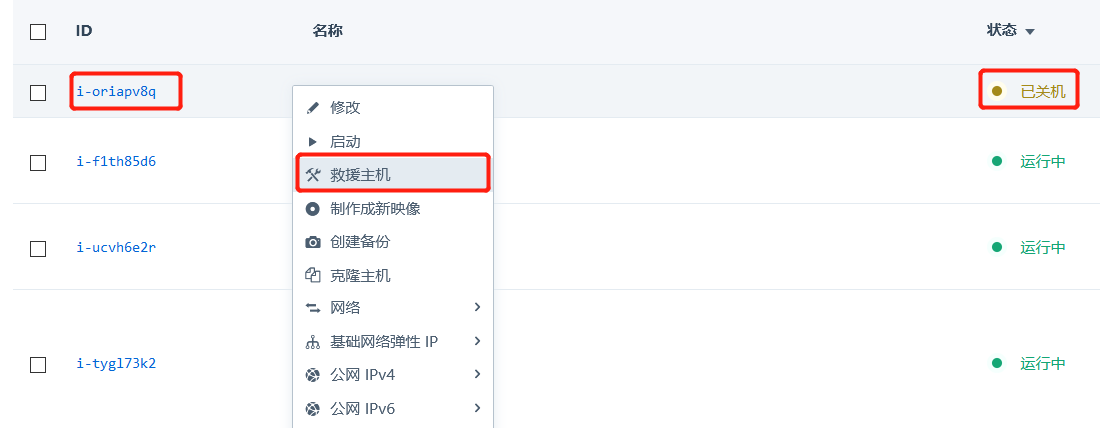 ID 名称 状态
i-oriapv8q 已关机
修改
启动
i-f1th85d6 运行中
救援主机
制作成新映像
创建备份
i-ucvh6e2r 运行中
克隆主机
网络
基础网络弹性 IP
i-tygl73k2 运行中
公网 IPv4
公网 IPv6